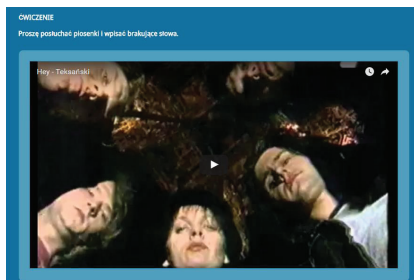 ĆWICZENIE
Proszę posłuchać piosenki i wpisać brakujące słowa.
Hey - Teksański